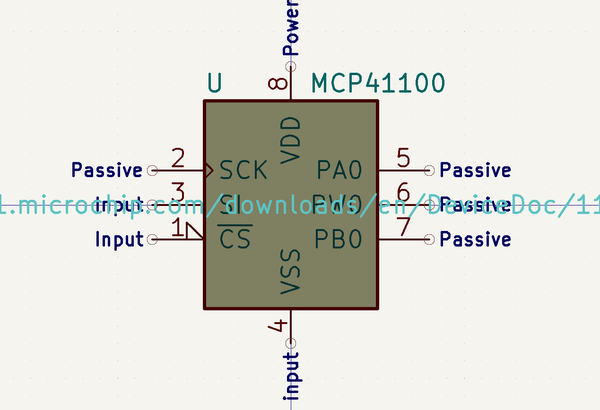 Power
U MCP41100
8
VDD
Passive 2 SCK PA0 5 Passive
input 3 SI PW0 6 Passive
1.microchip.com/downloads/en/DeviceDoc/11
Input 1 CS PB0 7 Passive
VSS
4
input